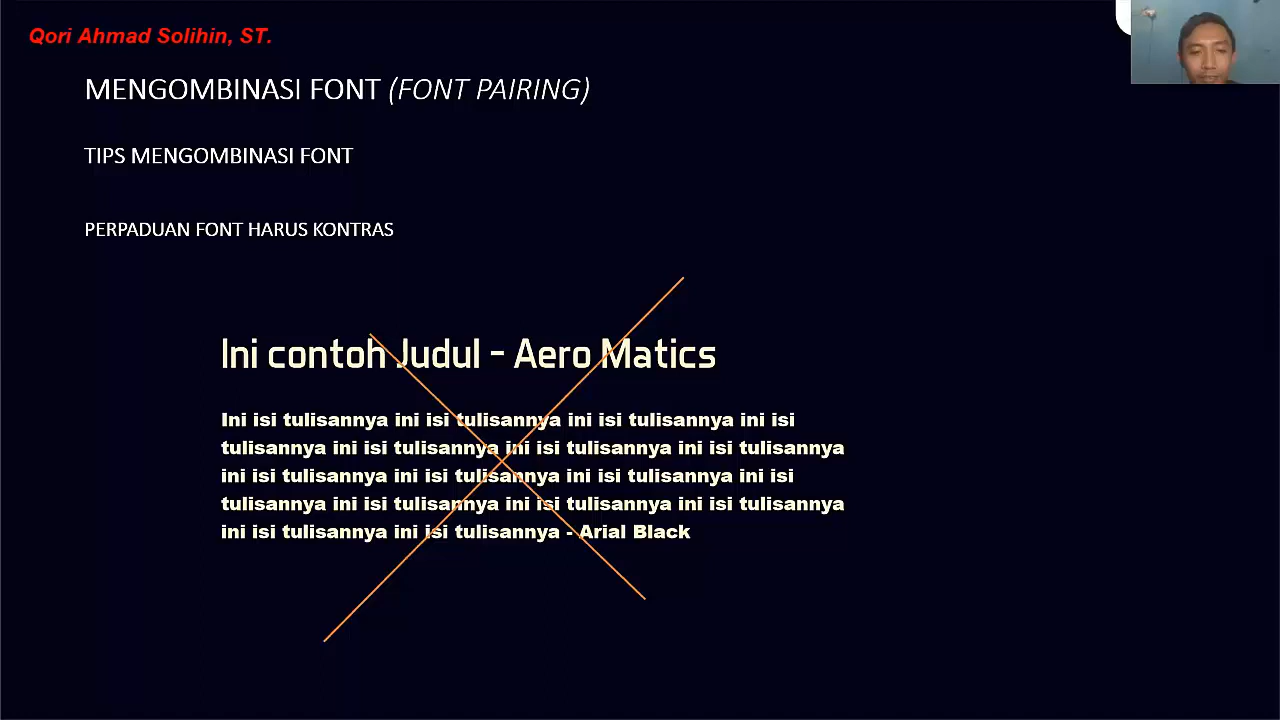 Qori Ahmad Solihin, ST.
MENGOMBINASI FONT (FONT PAIRING)
TIPS MENGOMBINASI FONT
PERPADUAN FONT HARUS KONTRAS
Ini contoh Judul - Aero Matics
Ini isi tulisannya ini isi tulisannya ini isi tulisannya ini isi
tulisannya ini isi tulisannya ini isi tulisannya ini isi tulisannya
ini isi tulisannya ini isi tulisannya ini isi tulisannya ini isi
tulisannya ini isi tulisannya ini isi tulisannya ini isi tulisannya
ini isi tulisannya ini isi tulisannya - Arial Black